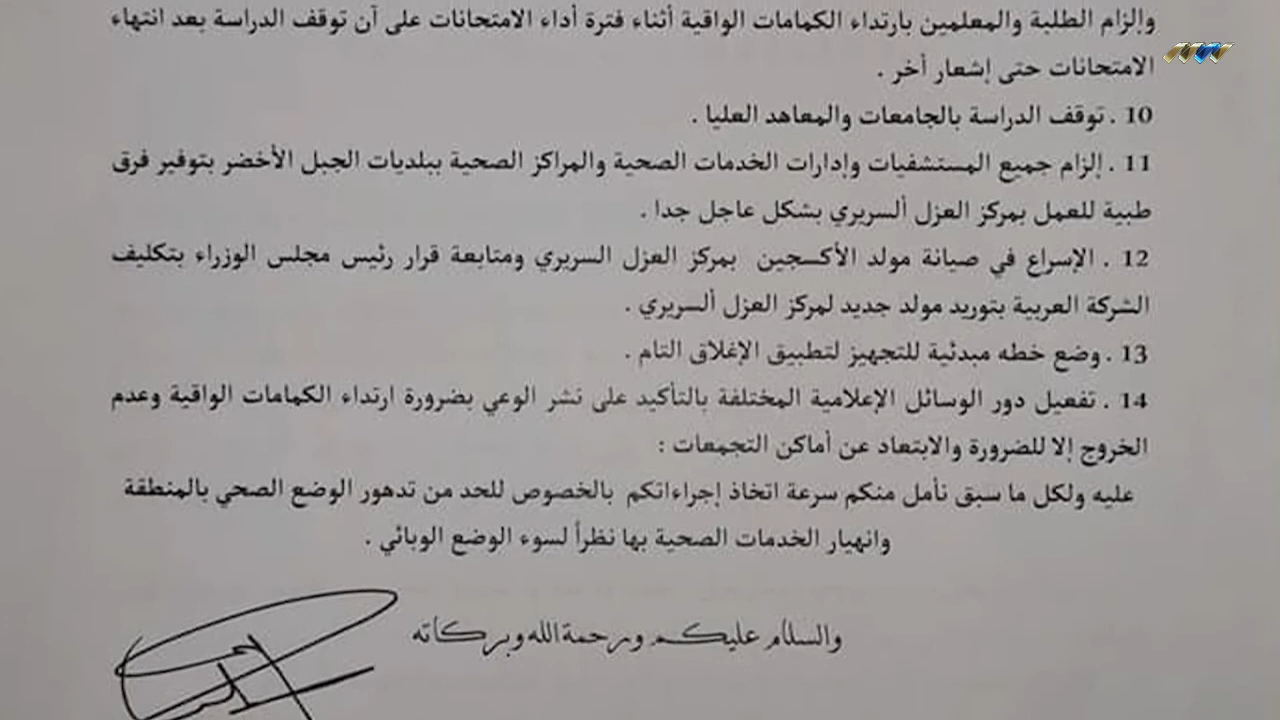 وإلزام الطلبة والمعلمين بارتداء الكمامات الواقية أثناء فترة أداء الامتحانات على آن توقف الدراسة بعد انتهاء
الامتحانات حتى إشعار أخر .
10 . توقف الدراسة بالجامعات والمعاهد العليا .
11 . إلزام جميع المستشفيات وإدارات الخدمات الصحية والمراكز الصحية ببلديات الجبل الأخضر بتوفير فرق
طبية للعمل بمركز العزل ألسريري بشكل عاجل جدا .
12 . الإسراع في صيانة مولد الأكسجين بمركز العزل السريري ومتابعة قرار رئيس مجلس الوزراء بتكليف
الشركة العربية بتوريد مولد جديد لمركز العزل ألسريري .
13 . وضع خطه مبدئية للتجهيز لتطبيق الإغلاق التام .
14 . تفعيل دور الوسائل الإعلامية المختلفة بالتأكيد على نشر الوعي بضرورة ارتداء الكمامات الواقية وعدم
الخروج إلا للضرورة والابتعاد عن أماكن التجمعات :
عليه ولكل ما سبق نأمل منكم سرعة اتخاذ إجراءاتكم بالخصوص للحد من تدهور الوضع الصحي بالمنطقة
وانهيار الخدمات الصحية بها نظرأ لسوء الوضع الوبائي .
والسلام عليكم ورحمة الله وبركاته